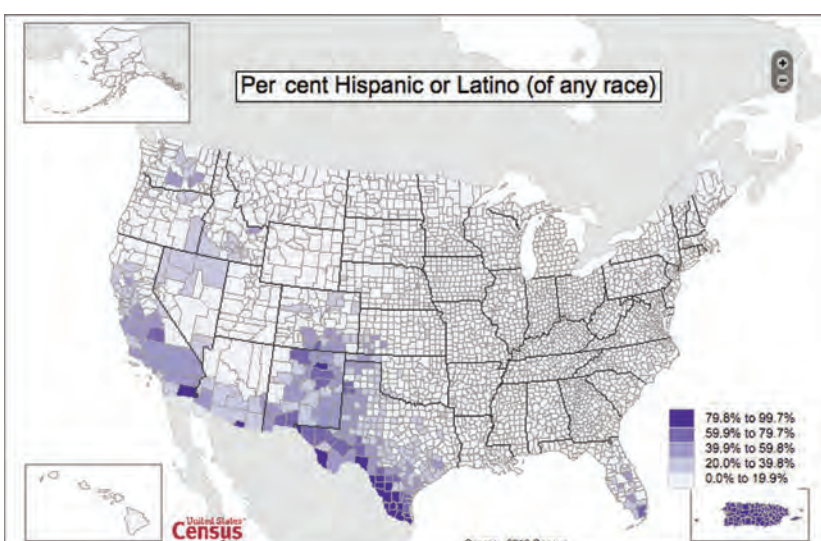 Per cent Hispanic or Latino (of any race)
+
−
79.8% to 99.7%
59.9% to 79.7%
39.9% to 59.8%
20.0% to 39.8%
0.0% to 19.9%
United States®
Census